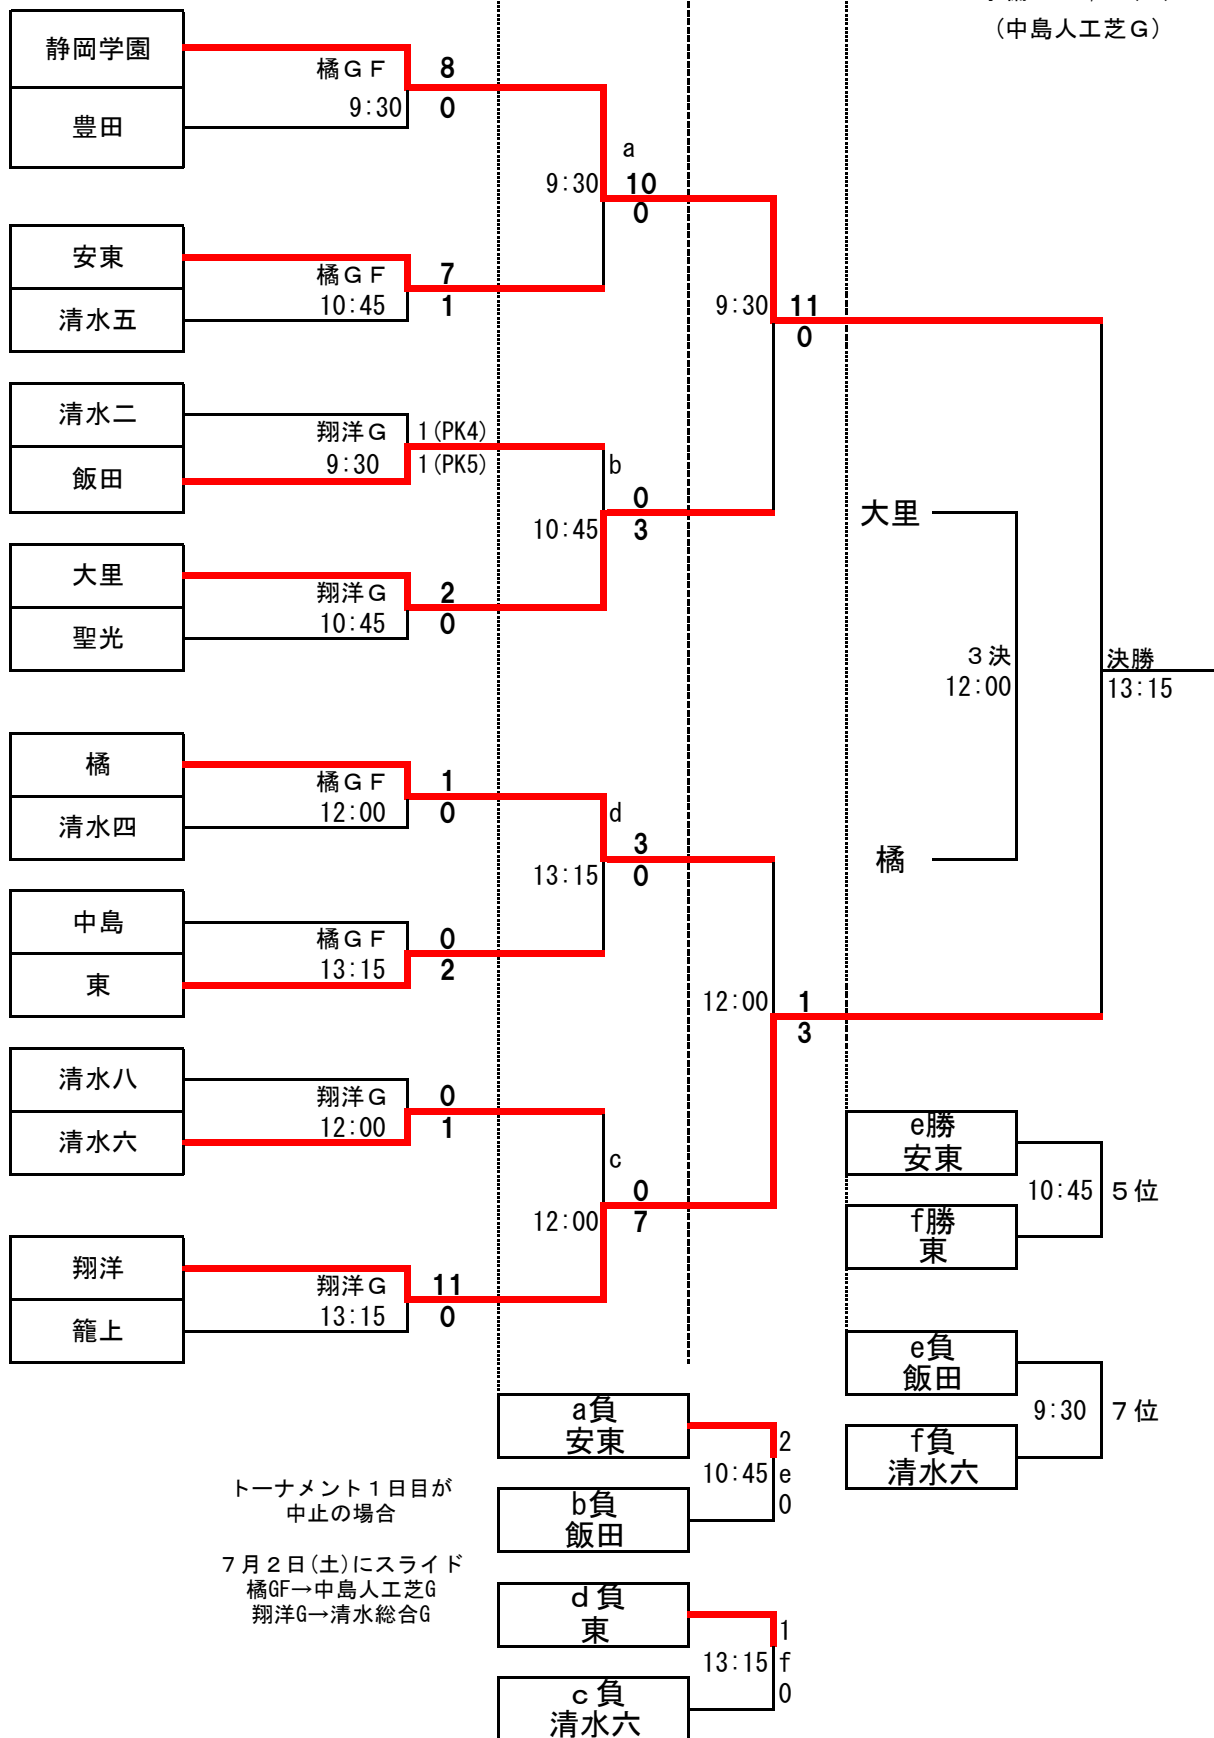 (中島人工芝Ｇ)
静岡学園
豊田
橘ＧＦ
9:30
8
0
安東
清水五
橘ＧＦ
10:45
7
1
a
9:30
10
0
清水二
飯田
翔洋Ｇ
9:30
1(PK4)
1(PK5)
大里
聖光
翔洋Ｇ
10:45
2
0
b
10:45
0
3
9:30
11
0
橘
清水四
橘ＧＦ
12:00
1
0
中島
東
橘ＧＦ
13:15
0
2
d
13:15
3
0
清水八
清水六
翔洋Ｇ
12:00
0
1
翔洋
籠上
翔洋Ｇ
13:15
11
0
c
12:00
0
7
12:00
1
3
大里
橘
３決
12:00
決勝
13:15
e勝
安東
f勝
東
10:45
５位
e負
飯田
f負
清水六
9:30
７位
a負
安東
b負
飯田
10:45
2
e
0
ｄ負
東
ｃ負
清水六
13:15
1
f
0
トーナメント１日目が
中止の場合
７月２日(土)にスライド
橘GF→中島人工芝G
翔洋G→清水総合G